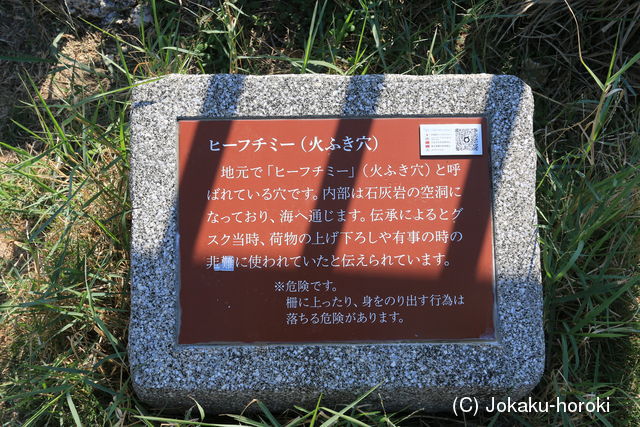 ヒーフチミー(火ふき穴)
地元で「ヒーフチミー」(火ふき穴)と呼
ばれている穴です。内部は石灰岩の空洞に
なっており、海へ通じます。伝承によるとグ
スク当時、荷物の上げ下ろしや有事の時の
非難に使われていたと伝えられています。
※危険です。
柵に上ったり、身をのり出す行為は
落ちる危険があります。
(C) Jokaku-horoki